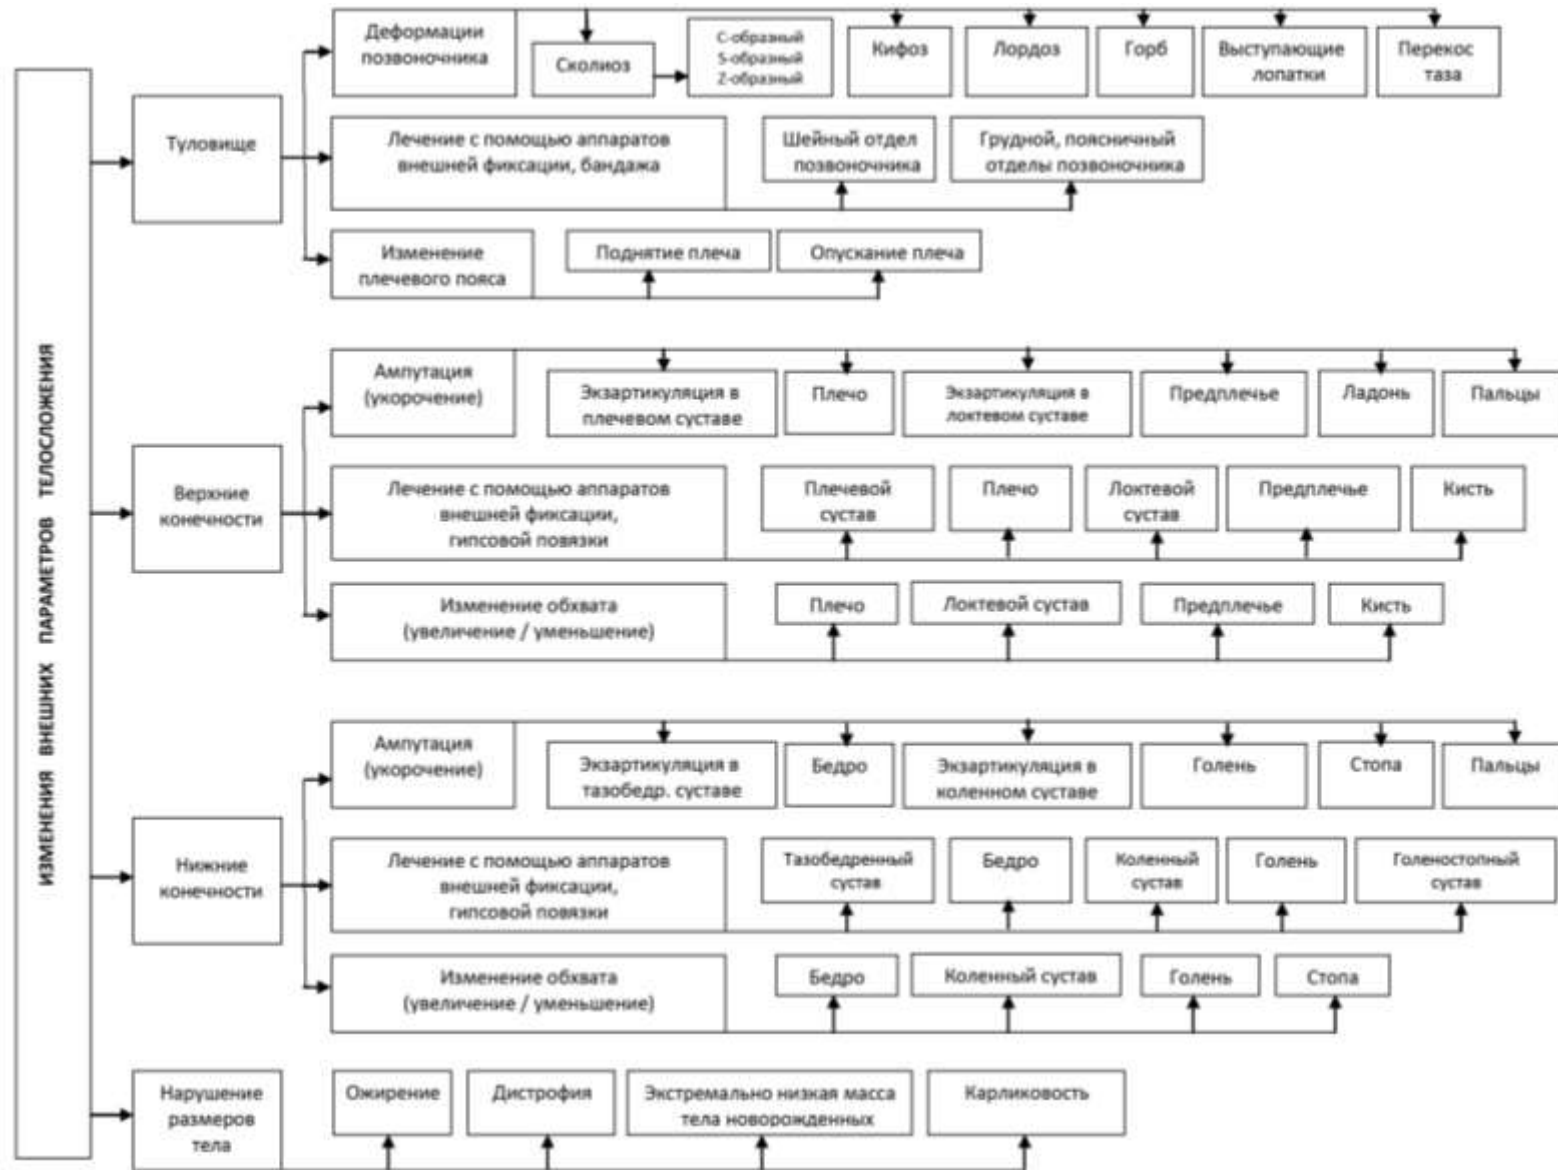 ИЗМЕНЕНИЯ ВНЕШНИХ ПАРАМЕТРОВ ТЕЛОСЛОЖЕНИЯ
Туловище
Деформации
позвоночника
Сколиоз
С-образный
S-образный
Z-образный
Кифоз
Лордоз
Горб
Выступающие
лопатки
Перекос
таза
Лечение с помощью аппаратов
внешней фиксации, бандажа
Шейный отдел
позвоночника
Грудной, поясничный
отделы позвоночника
Изменение
плечевого пояса
Поднятие плеча
Опускание плеча
Верхние
конечности
Ампутация
(укорочение)
Экзартикуляция в
плечевом суставе
Плечо
Экзартикуляция в
локтевом суставе
Предплечье
Ладонь
Пальцы
Лечение с помощью аппаратов
внешней фиксации,
гипсовой повязки
Плечевой
сустав
Плечо
Локтевой
сустав
Предплечье
Кисть
Изменение обхвата
(увеличение / уменьшение)
Плечо
Локтевой сустав
Предплечье
Кисть
Нижние
конечности
Ампутация
(укорочение)
Экзартикуляция в
тазобедр. суставе
Бедро
Экзартикуляция в
коленном суставе
Голень
Стопа
Пальцы
Лечение с помощью аппаратов
внешней фиксации,
гипсовой повязки
Тазобедренный
сустав
Бедро
Коленный
сустав
Голень
Голеностопный
сустав
Изменение обхвата
(увеличение / уменьшение)
Бедро
Коленный сустав
Голень
Стопа
Нарушение
размеров
тела
Ожирение
Дистрофия
Экстремально низкая масса
тела новорожденных
Карликовость